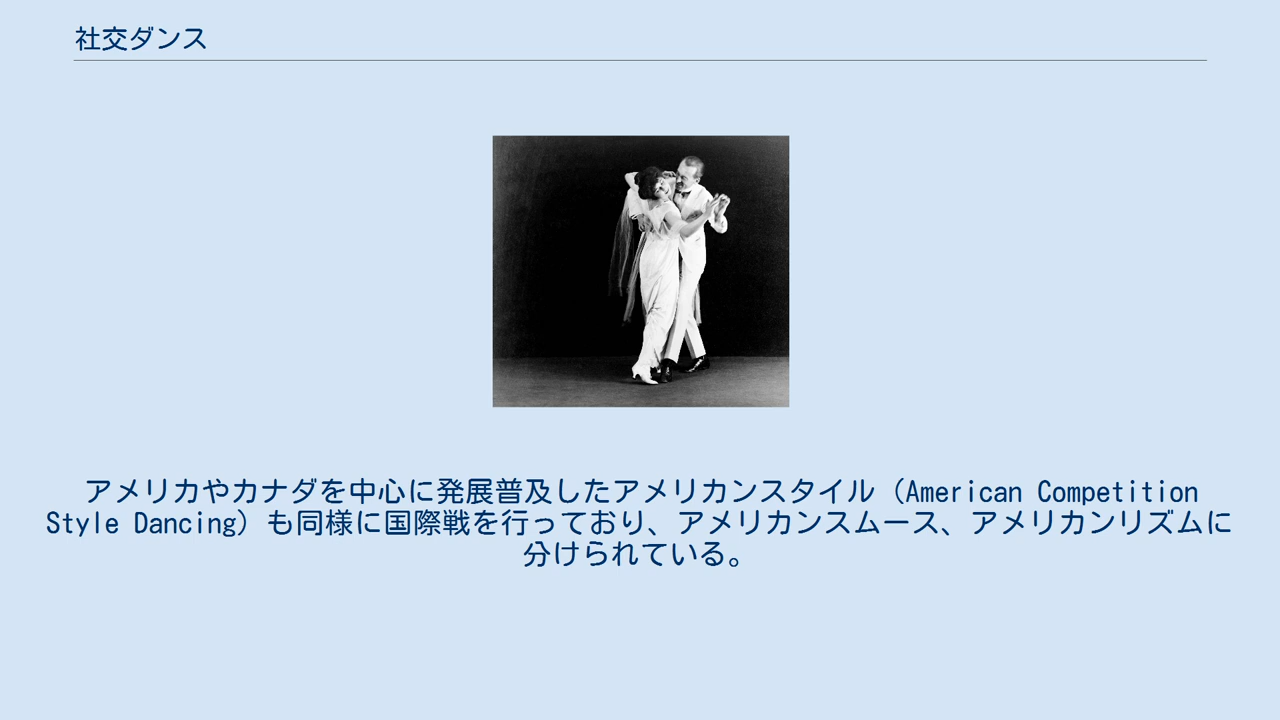 社交ダンス
アメリカやカナダを中心に発展普及したアメリカンスタイル（American Competition
Style Dancing）も同様に国際戦を行っており、アメリカンスムース、アメリカンリズムに
分けられている。